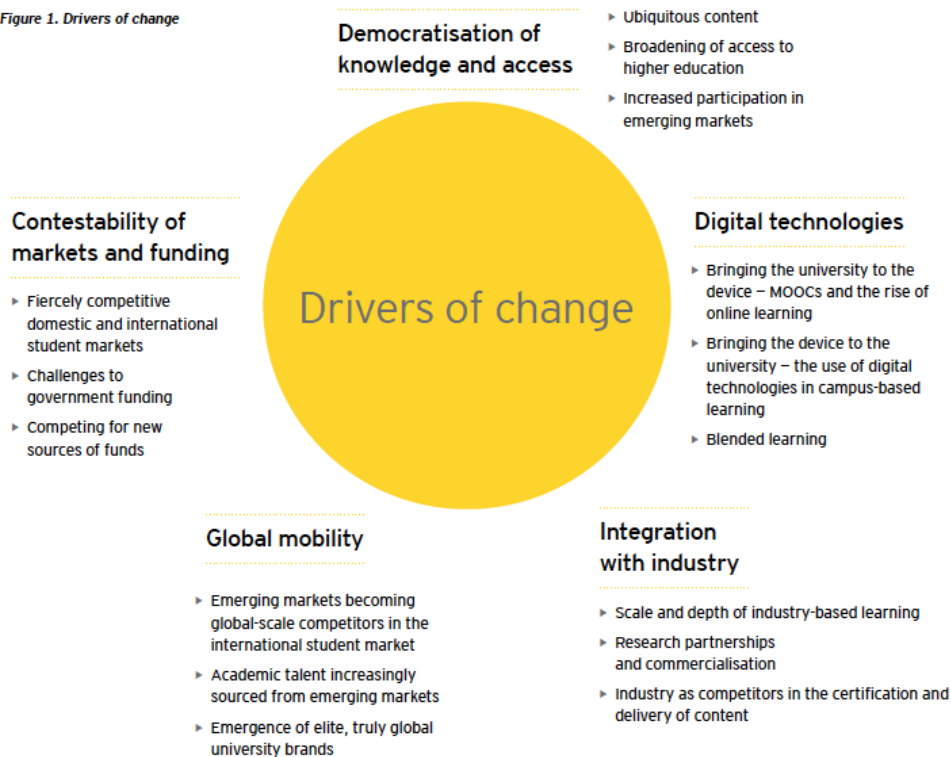 Figure 1. Drivers of change
Democratisation of
knowledge and access
▸ Ubiquitous content
▸ Broadening of access to
higher education
▸ Increased participation in
emerging markets
Contestability of
markets and funding
▸ Fiercely competitive
domestic and international
student markets
▸ Challenges to
government funding
▸ Competing for new
sources of funds
Drivers of change
Digital technologies
▸ Bringing the university to the
device – MOOCs and the rise of
online learning
▸ Bringing the device to the
university – the use of digital
technologies in campus-based
learning
▸ Blended learning
Global mobility
▸ Emerging markets becoming
global-scale competitors in the
international student market
▸ Academic talent increasingly
sourced from emerging markets
▸ Emergence of elite, truly global
university brands
Integration
with industry
▸ Scale and depth of industry-based learning
▸ Research partnerships
and commercialisation
▸ Industry as competitors in the certification and
delivery of content